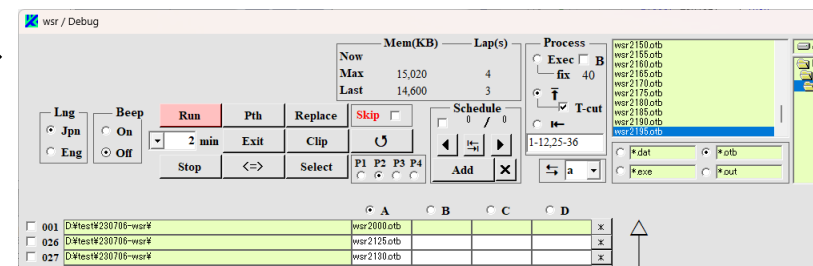 wsr / Debug
Mem(KB) Lap(s)
Now
Max 15,020 4
Last 14,600 3
Process
Exec B
fix 40
T-cut
1-12,25-36
a
wsr2150.otb
wsr2155.otb
wsr2160.otb
wsr2165.otb
wsr2170.otb
wsr2175.otb
wsr2180.otb
wsr2185.otb
wsr2190.otb
wsr2195.otb
*.dat *.otb
*.exe *.out
Lng Beep
Jpn On
Eng Off
Run Pth Replace Skip
2 min Exit Clip
Stop <=> Select P1 P2 P3 P4
Schedule
0 / 0
Add X
A B C D
001 D:¥test¥230706-wsr¥ wsr2000.otb x
026 D:¥test¥230706-wsr¥ wsr2125.otb x
027 D:¥test¥230706-wsr¥ wsr2130.otb x